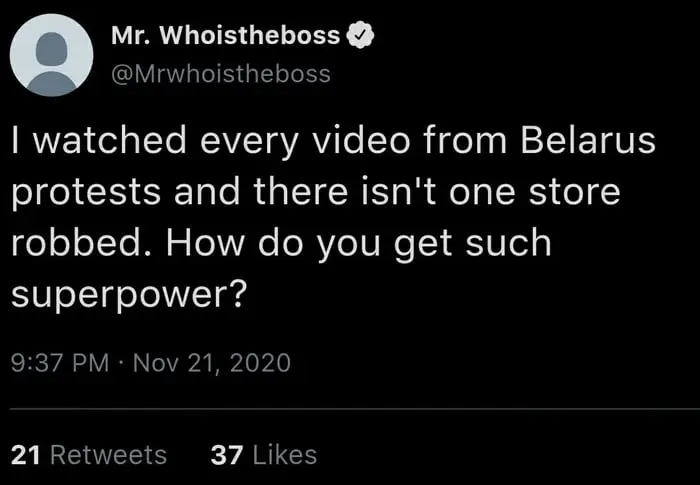 Mr. Whoistheboss
@Mrwhoistheboss
I watched every video from Belarus
protests and there isn't one store
robbed. How do you get such
superpower?
9:37 PM · Nov 21, 2020
21 Retweets 37 Likes